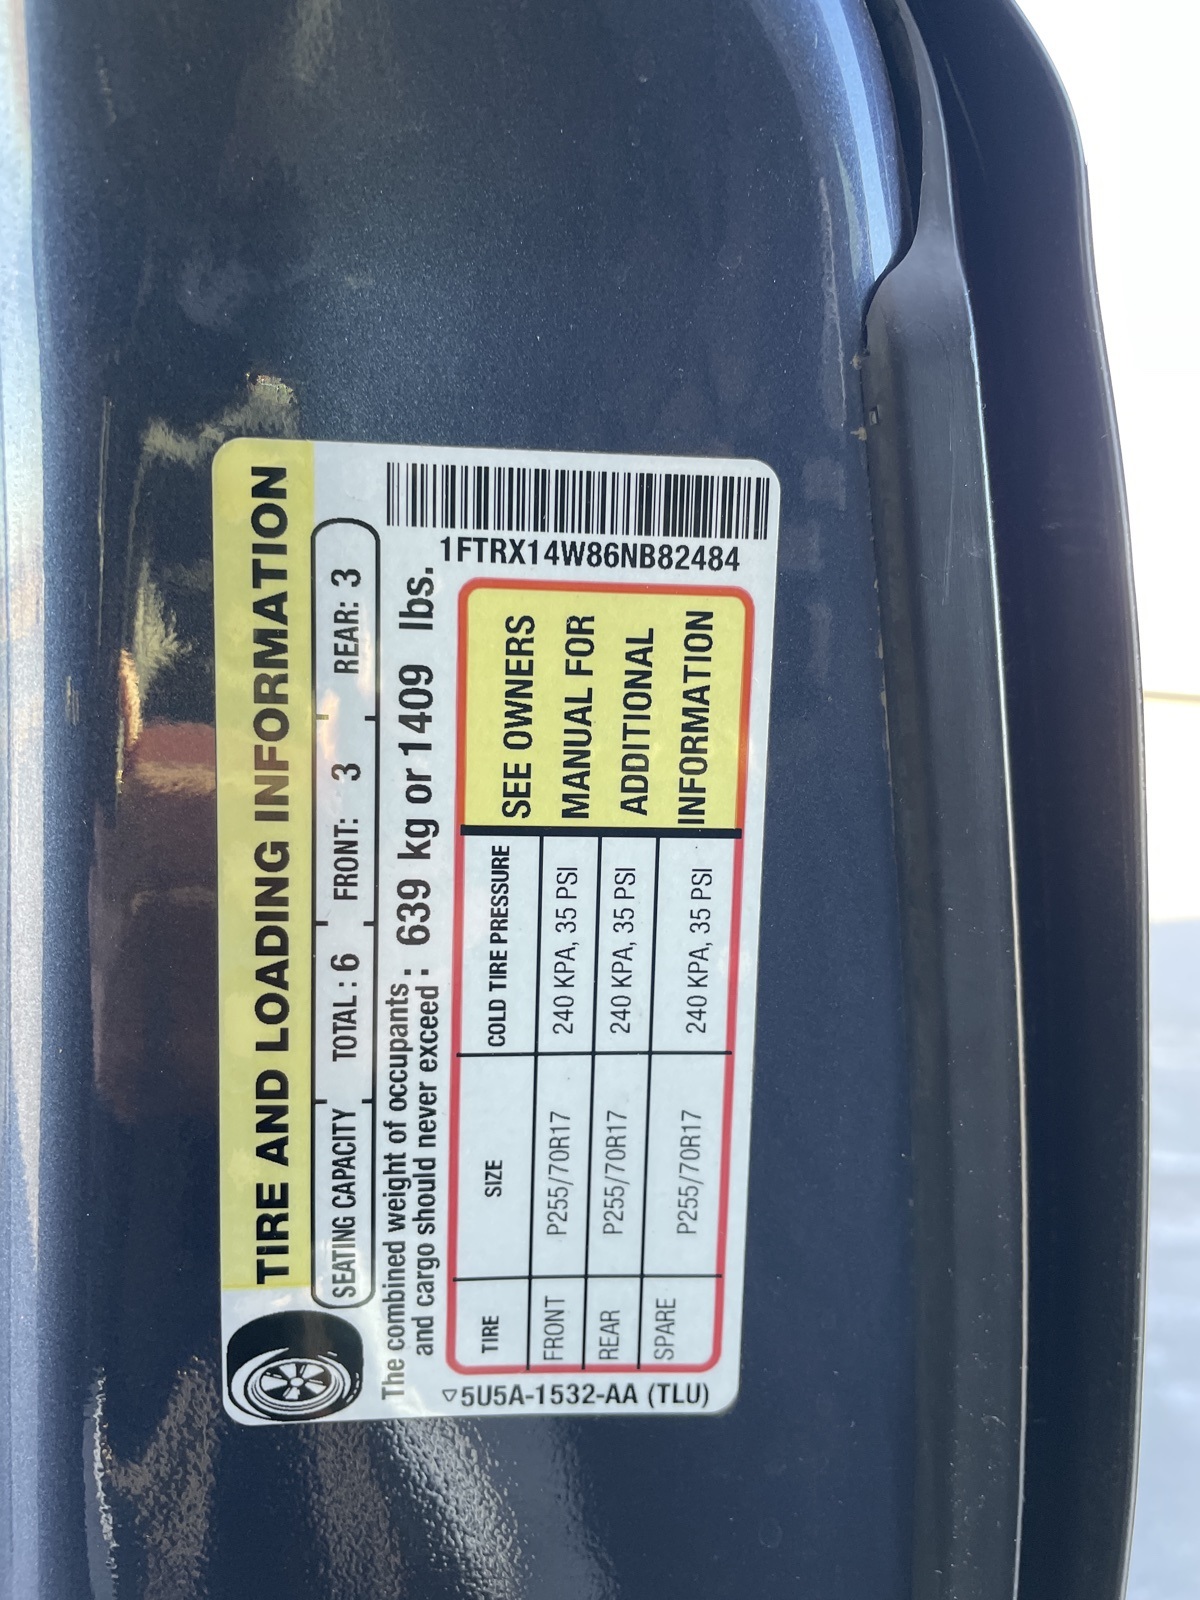 TIRE AND LOADING INFORMATION
SEATING CAPACITY TOTAL : 6 FRONT: 3 REAR: 3
The combined weight of occupants :
and cargo should never exceed : 639 kg or 1409 lbs.
TIRE SIZE COLD TIRE PRESSURE
FRONT P255/70R17 240 KPA, 35 PSI
REAR P255/70R17 240 KPA, 35 PSI
SPARE P255/70R17 240 KPA, 35 PSI
SEE OWNERS
MANUAL FOR
ADDITIONAL
INFORMATION
5U5A-1532-AA (TLU)
1FTRX14W86NB82484